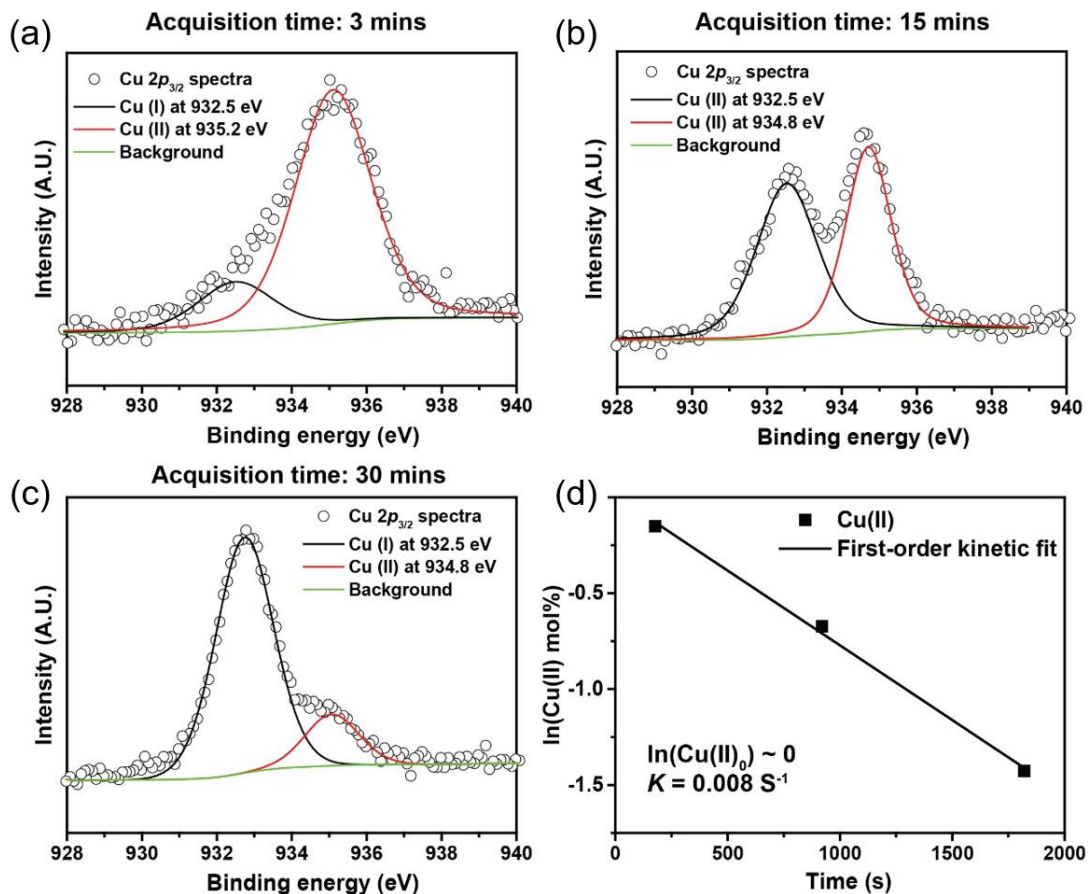 (a)
Acquisition time: 3 mins
Cu 2p3/2 spectra
Cu (I) at 932.5 eV
Cu (II) at 935.2 eV
Background
Intensity (A.U.)
928 930 932 934 936 938 940
Binding energy (eV)
(b)
Acquisition time: 15 mins
Cu 2p3/2 spectra
Cu (II) at 932.5 eV
Cu (II) at 934.8 eV
Background
Intensity (A.U.)
928 930 932 934 936 938 940
Binding energy (eV)
(c)
Acquisition time: 30 mins
Cu 2p3/2 spectra
Cu (I) at 932.5 eV
Cu (II) at 934.8 eV
Background
Intensity (A.U.)
928 930 932 934 936 938 940
Binding energy (eV)
(d)
Cu(II)
First-order kinetic fit
ln(Cu(II) mol%)
-0.5
-1.0
-1.5
ln(Cu(II)0) ~ 0
K = 0.008 S-1
0 500 1000 1500 2000
Time (s)